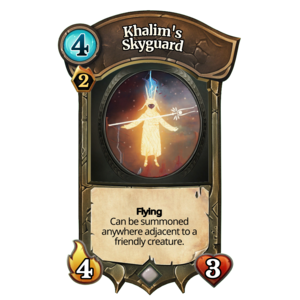 Khalim's
Skyguard
4
2
Flying
Can be summoned
anywhere adjacent to a
friendly creature.
4
3